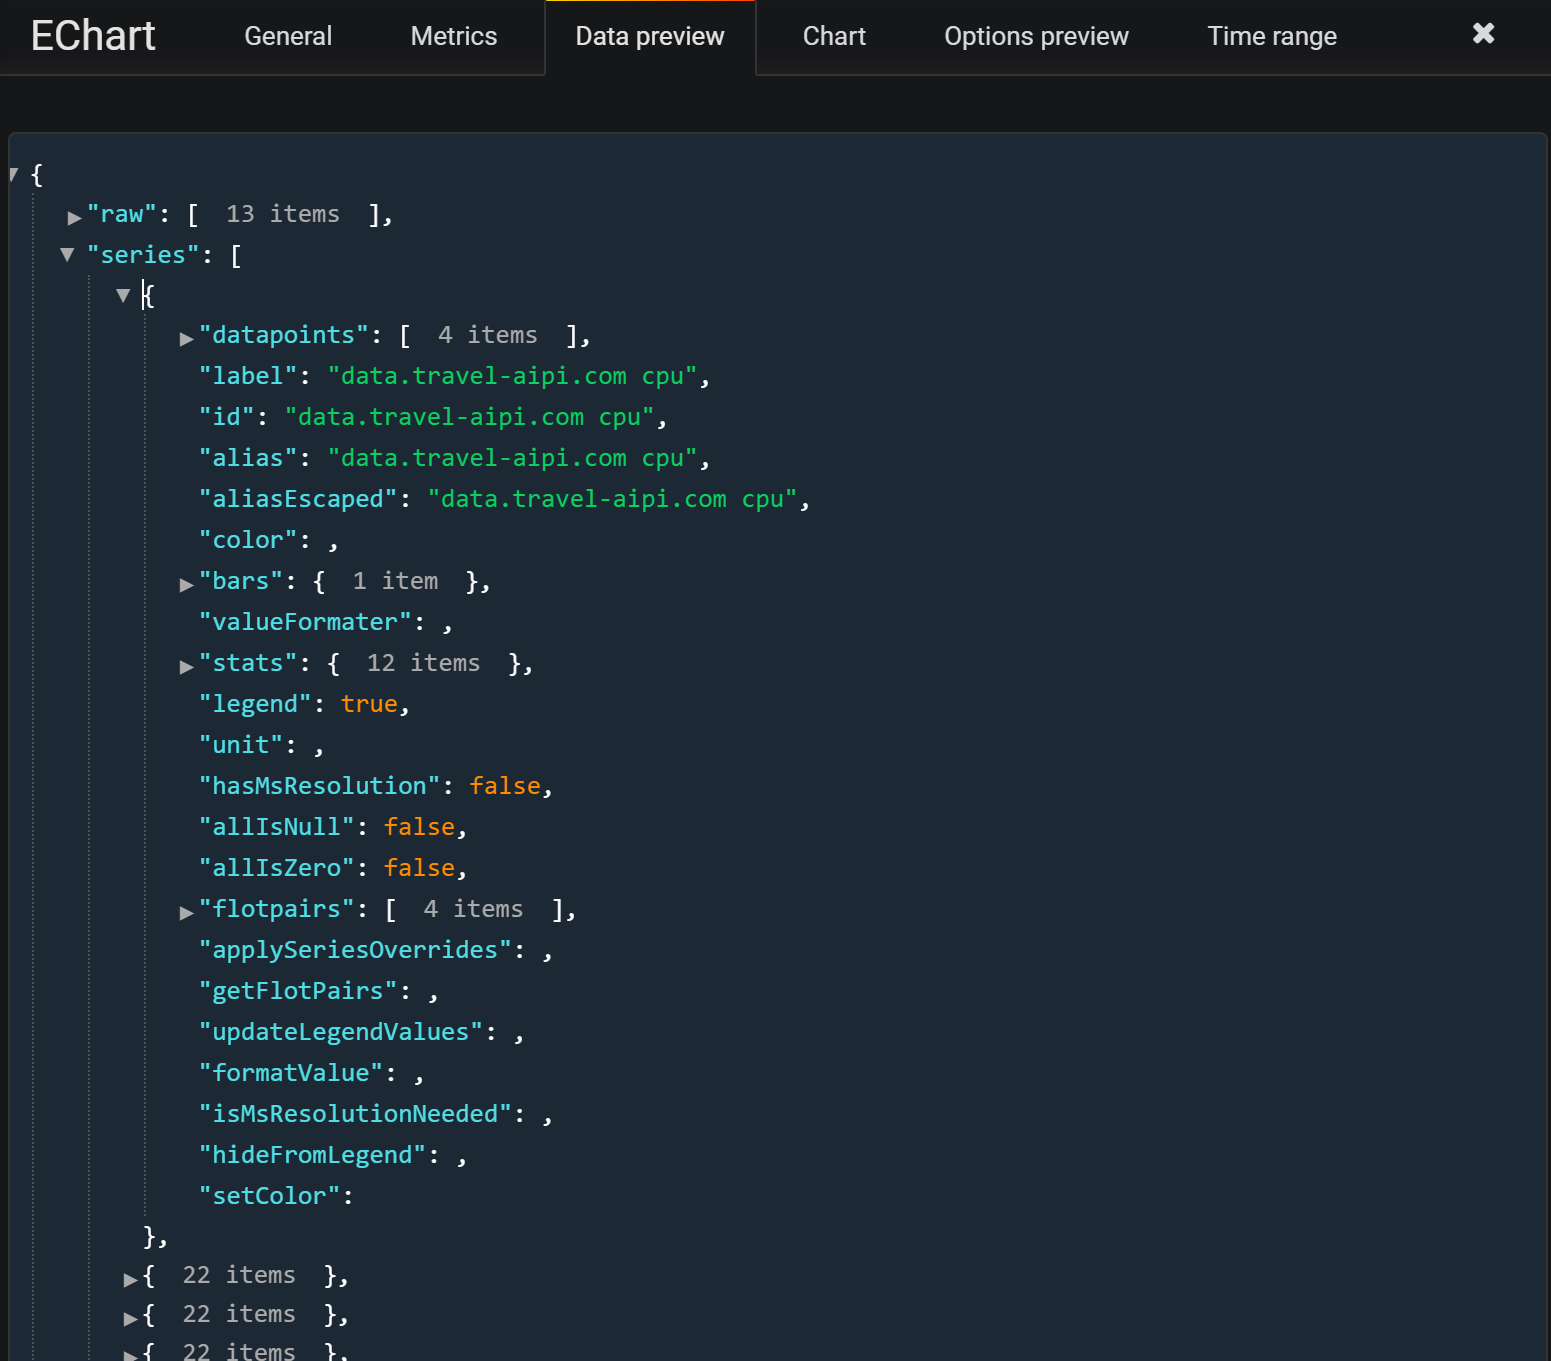 EChart General Metrics Data preview Chart Options preview Time range ✖
▼ {
▶ "raw": [ 13 items ],
▼ "series": [
▼ {
▶ "datapoints": [ 4 items ],
"label": "data.travel-aipi.com cpu",
"id": "data.travel-aipi.com cpu",
"alias": "data.travel-aipi.com cpu",
"aliasEscaped": "data.travel-aipi.com cpu",
"color": ,
▶ "bars": { 1 item },
"valueFormater": ,
▶ "stats": { 12 items },
"legend": true,
"unit": ,
"hasMsResolution": false,
"allIsNull": false,
"allIsZero": false,
▶ "flotpairs": [ 4 items ],
"applySeriesOverrides": ,
"getFlotPairs": ,
"updateLegendValues": ,
"formatValue": ,
"isMsResolutionNeeded": ,
"hideFromLegend": ,
"setColor":
},
▶ { 22 items },
▶ { 22 items },
▶ { 22 items },